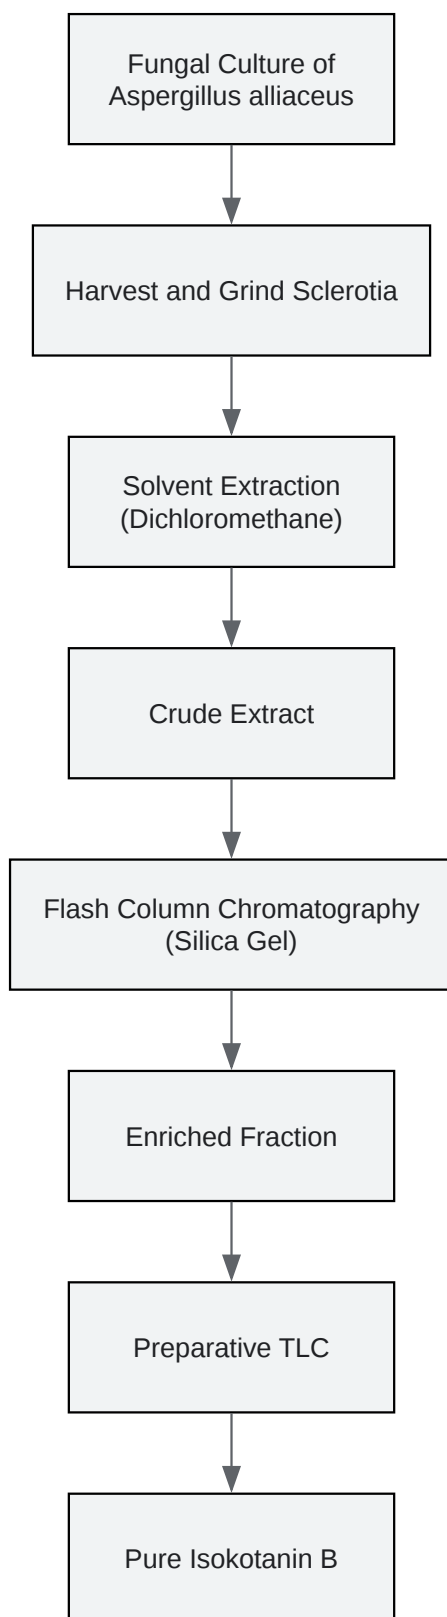 Fungal Culture of
Aspergillus alliaceus
Harvest and Grind Sclerotia
Solvent Extraction
(Dichloromethane)
Crude Extract
Flash Column Chromatography
(Silica Gel)
Enriched Fraction
Preparative TLC
Pure Isokotanin B